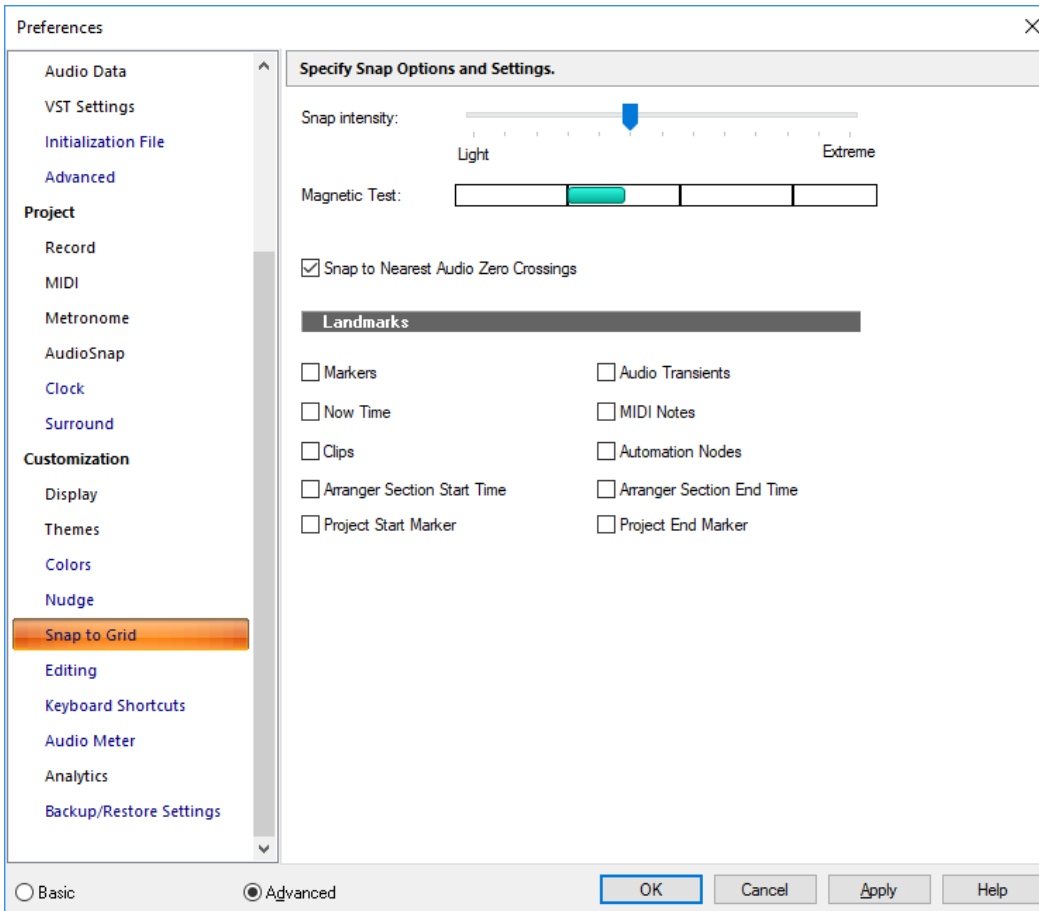 Preferences
Audio Data
VST Settings
Initialization File
Advanced
Project
Record
MIDI
Metronome
AudioSnap
Clock
Surround
Customization
Display
Themes
Colors
Nudge
Snap to Grid
Editing
Keyboard Shortcuts
Audio Meter
Analytics
Backup/Restore Settings
Specify Snap Options and Settings.
Snap intensity:
Light Extreme
Magnetic Test:
Snap to Nearest Audio Zero Crossings
Landmarks
Markers Audio Transients
Now Time MIDI Notes
Clips Automation Nodes
Arranger Section Start Time Arranger Section End Time
Project Start Marker Project End Marker
Basic Advanced OK Cancel Apply Help